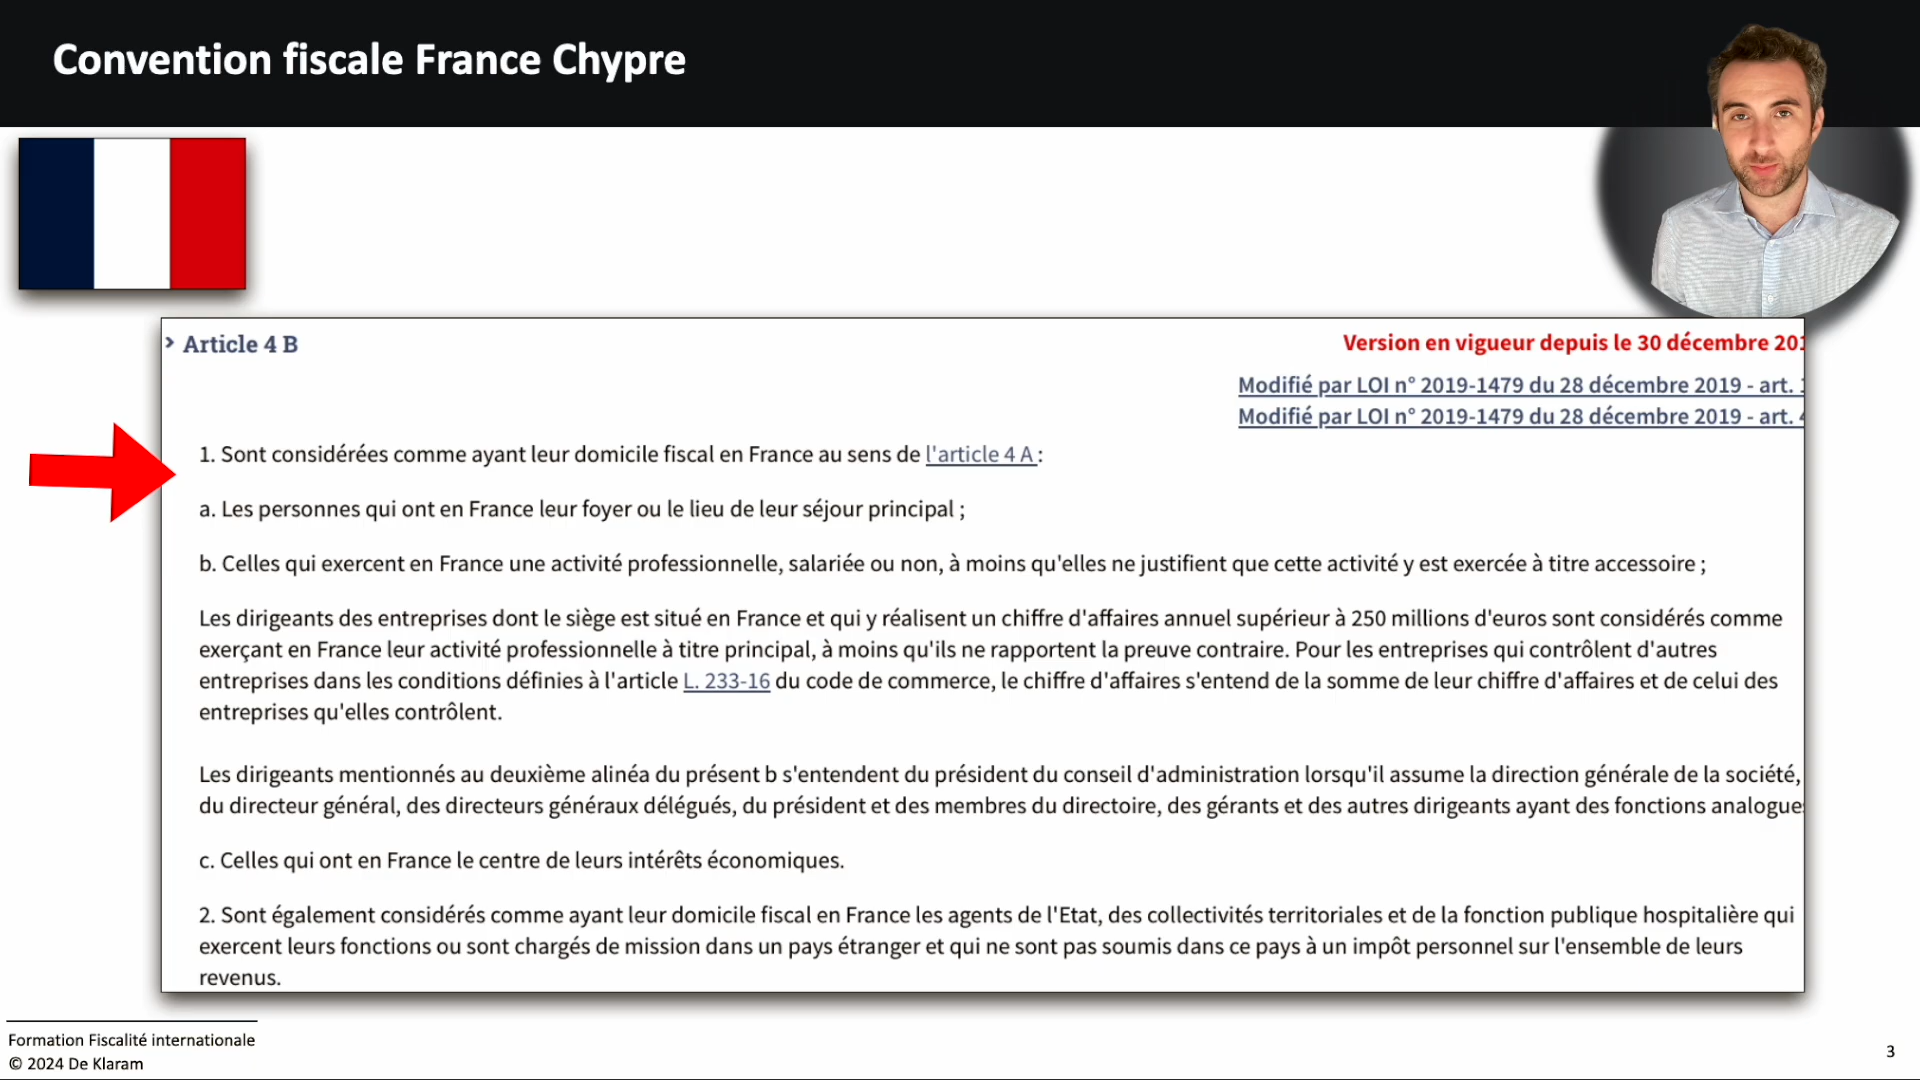 Convention fiscale France Chypre
Article 4 B
Version en vigueur depuis le 30 décembre 201
Modifié par LOI n° 2019-1479 du 28 décembre 2019 - art.
Modifié par LOI n° 2019-1479 du 28 décembre 2019 - art.
1. Sont considérées comme ayant leur domicile fiscal en France au sens de l'article 4 A :
a. Les personnes qui ont en France leur foyer ou le lieu de leur séjour principal ;
b. Celles qui exercent en France une activité professionnelle, salariée ou non, à moins qu'elles ne justifient que cette activité y est exercée à titre accessoire ;
Les dirigeants des entreprises dont le siège est situé en France et qui y réalisent un chiffre d'affaires annuel supérieur à 250 millions d'euros sont considérés comme
exerçant en France leur activité professionnelle à titre principal, à moins qu'ils ne rapportent la preuve contraire. Pour les entreprises qui contrôlent d'autres
entreprises dans les conditions définies à l'article L. 233-16 du code de commerce, le chiffre d'affaires s'entend de la somme de leur chiffre d'affaires et de celui des
entreprises qu'elles contrôlent.
Les dirigeants mentionnés au deuxième alinéa du présent b s'entendent du président du conseil d'administration lorsqu'il assume la direction générale de la société,
du directeur général, des directeurs généraux délégués, du président et des membres du directoire, des gérants et des autres dirigeants ayant des fonctions analogues
c. Celles qui ont en France le centre de leurs intérêts économiques.
2. Sont également considérés comme ayant leur domicile fiscal en France les agents de l'Etat, des collectivités territoriales et de la fonction publique hospitalière qui
exercent leurs fonctions ou sont chargés de mission dans un pays étranger et qui ne sont pas soumis dans ce pays à un impôt personnel sur l'ensemble de leurs
revenus.
Formation Fiscalité internationale
© 2024 De Klaram
3